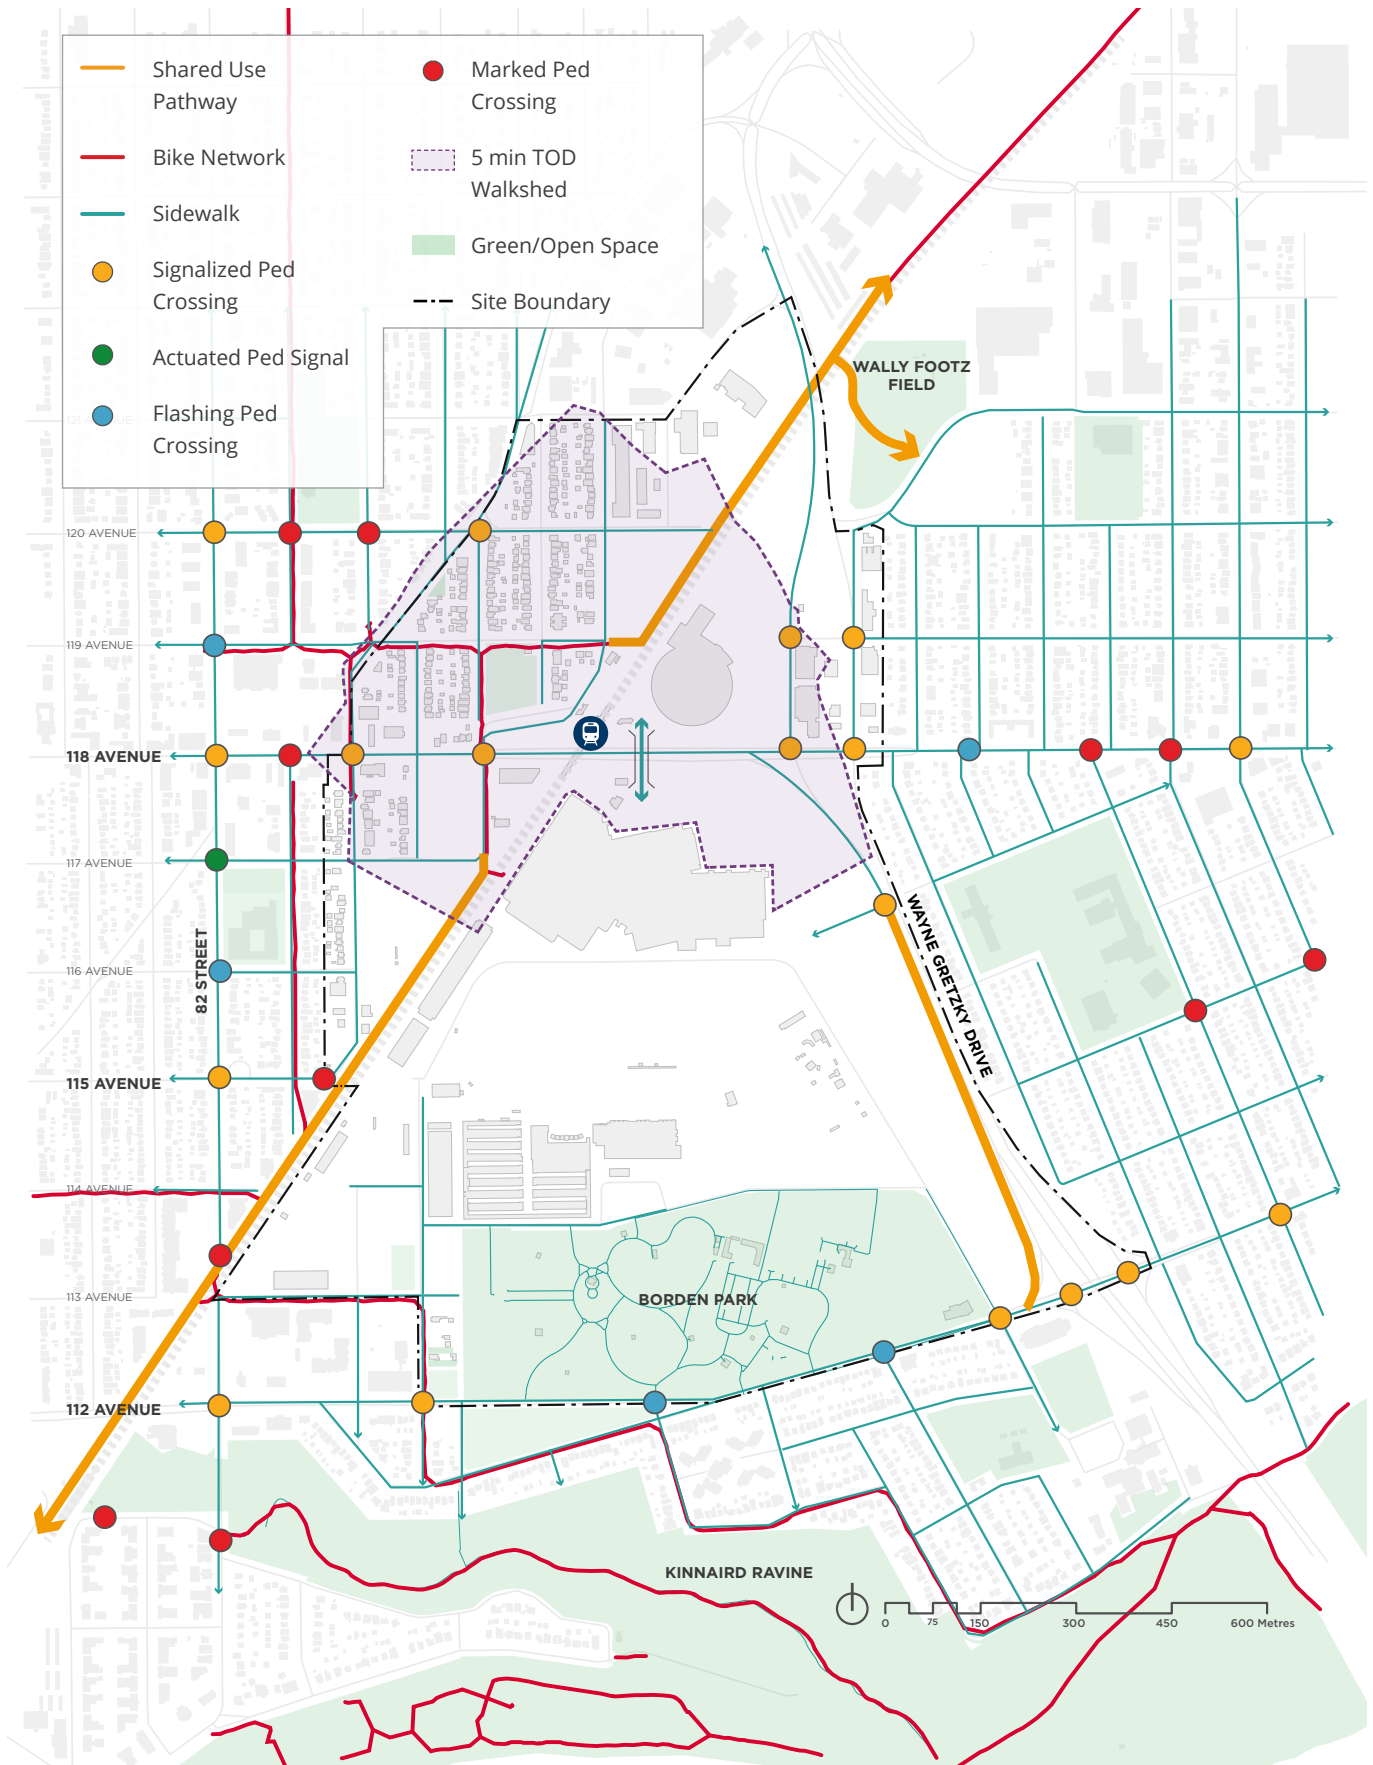 Shared Use
Pathway
Bike Network
Sidewalk
Signalized Ped
Crossing
Actuated Ped Signal
Flashing Ped
Crossing
Marked Ped
Crossing
5 min TOD
Walkshed
Green/Open Space
Site Boundary
WALLY FOOTZ
FIELD
120 AVENUE
119 AVENUE
118 AVENUE
117 AVENUE
82 STREET
116 AVENUE
WAYNE GRETZKY DRIVE
115 AVENUE
114 AVENUE
113 AVENUE
BORDEN PARK
112 AVENUE
KINNAIRD RAVINE
0 75 150 300 450 600 Metres